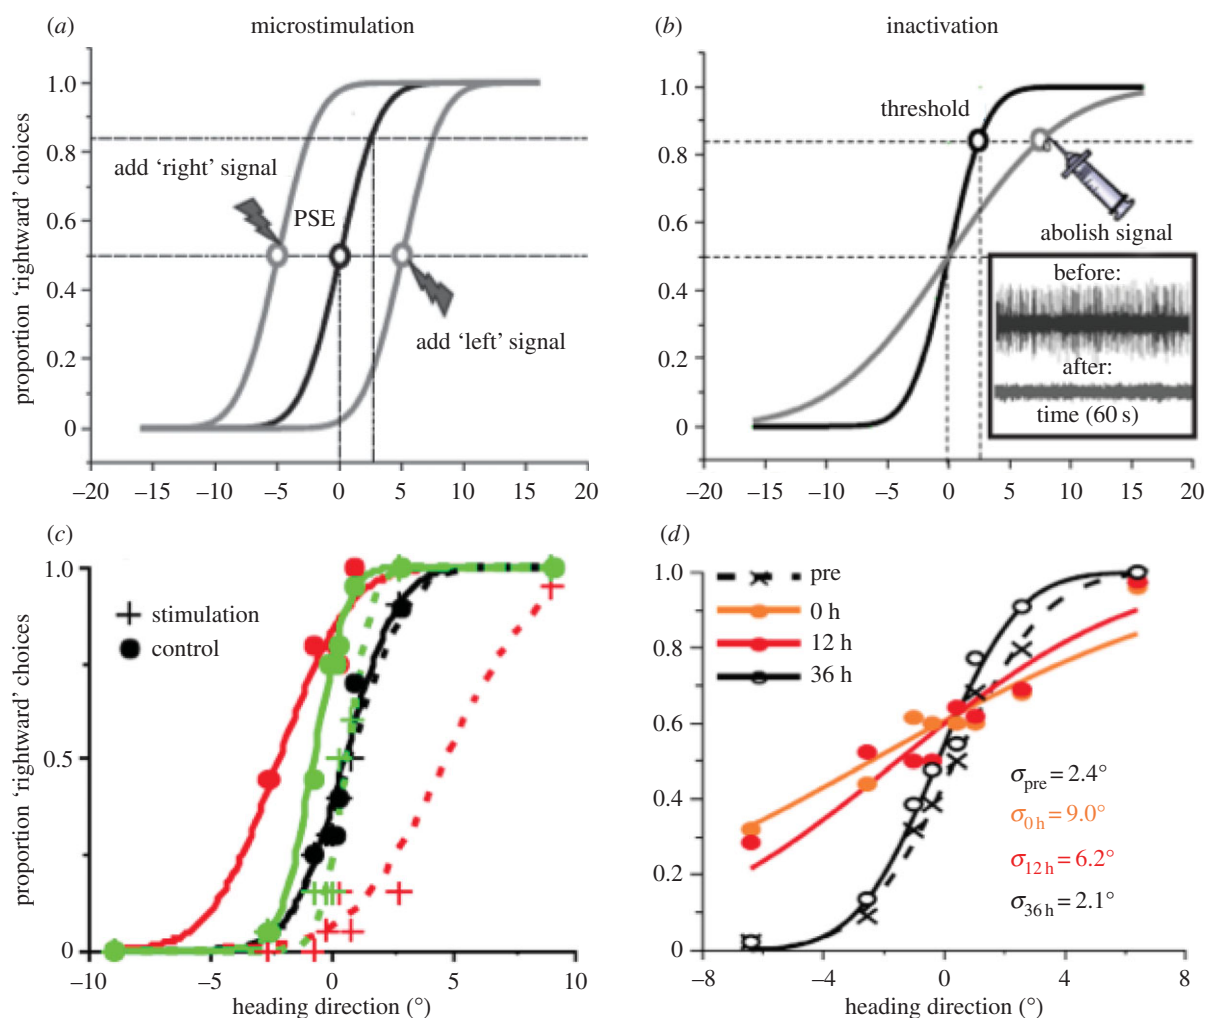 (a) microstimulation
proportion 'rightward' choices
1.0
0.8
0.6
0.4
0.2
0
add 'right' signal
PSE
add 'left' signal
–20 –15 –10 –5 0 5 10 15 20
(b) inactivation
1.0
0.8
0.6
0.4
0.2
0
threshold
abolish signal
before:
after:
time (60 s)
–20 –15 –10 –5 0 5 10 15 20
(c)
proportion 'rightward' choices
1.0
0.5
0
stimulation
control
–10 –5 0 5 10
heading direction (°)
(d)
1.0
0.8
0.6
0.4
0.2
0
pre
0 h
12 h
36 h
σpre = 2.4°
σ0 h = 9.0°
σ12 h = 6.2°
σ36 h = 2.1°
–8 –4 0 4 8
heading direction (°)